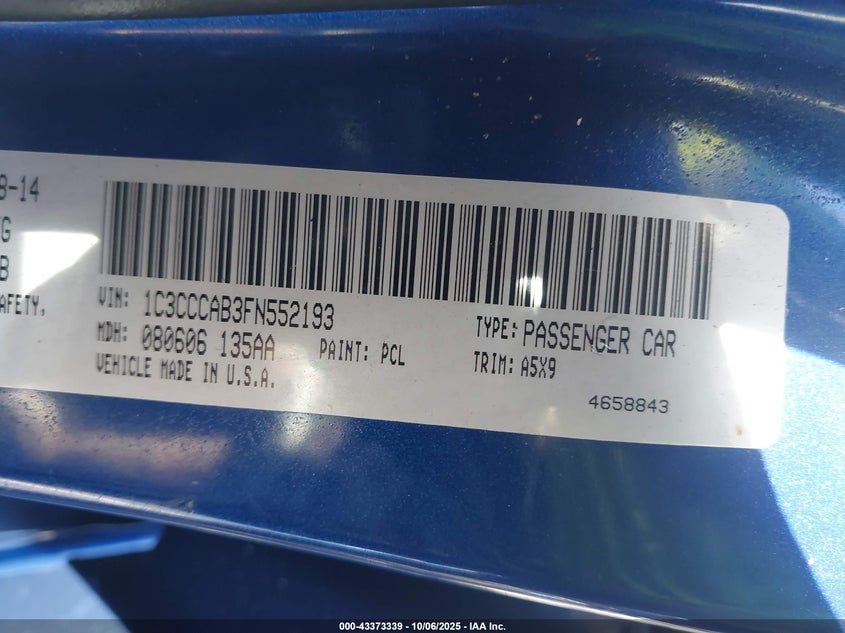 8-14
G
B
AFETY,
VIN: 1C3CCCAB3FN552193
TYPE: PASSENGER CAR
MDH: 080606 135AA
PAINT: PCL
TRIM: A5X9
VEHICLE MADE IN U.S.A.
4658843
000-43373339 - 10/06/2025 - IAA Inc.